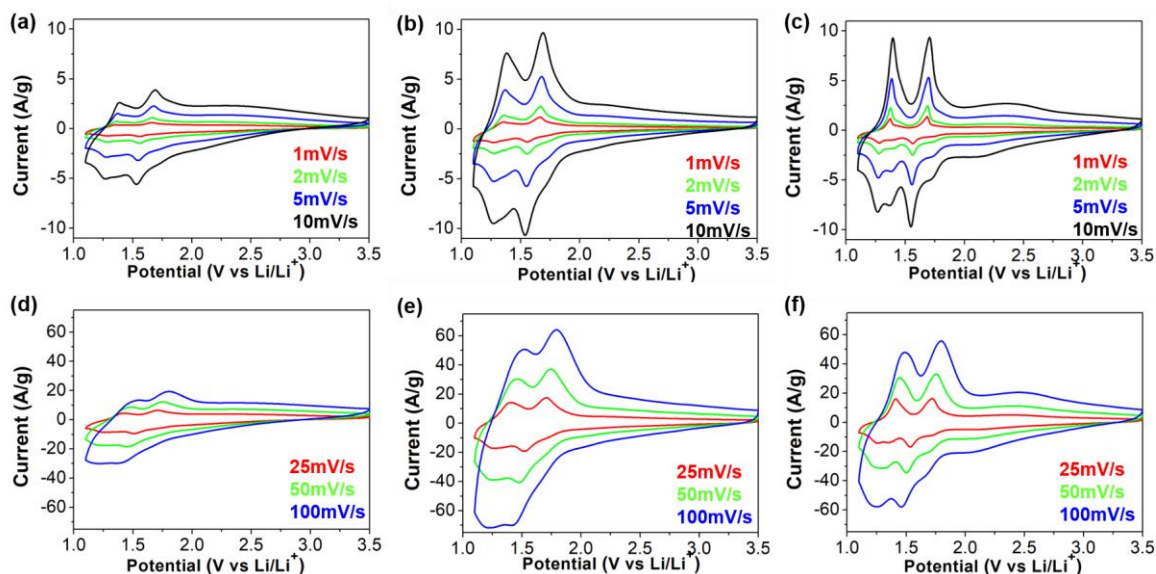 (a)
Current (A/g)
10
5
0
-5
-10
1mV/s
2mV/s
5mV/s
10mV/s
1.0 1.5 2.0 2.5 3.0 3.5
Potential (V vs Li/Li⁺)
(b)
Current (A/g)
10
5
0
-5
-10
1mV/s
2mV/s
5mV/s
10mV/s
1.0 1.5 2.0 2.5 3.0 3.5
Potential (V vs Li/Li⁺)
(c)
Current (A/g)
10
5
0
-5
-10
1mV/s
2mV/s
5mV/s
10mV/s
1.0 1.5 2.0 2.5 3.0 3.5
Potential (V vs Li/Li⁺)
(d)
Current (A/g)
60
40
20
0
-20
-40
-60
25mV/s
50mV/s
100mV/s
1.0 1.5 2.0 2.5 3.0 3.5
Potential (V vs Li/Li⁺)
(e)
Current (A/g)
60
40
20
0
-20
-40
-60
25mV/s
50mV/s
100mV/s
1.0 1.5 2.0 2.5 3.0 3.5
Potential (V vs Li/Li⁺)
(f)
Current (A/g)
60
40
20
0
-20
-40
-60
25mV/s
50mV/s
100mV/s
1.0 1.5 2.0 2.5 3.0 3.5
Potential (V vs Li/Li⁺)